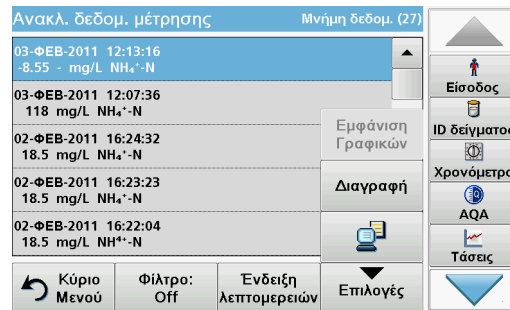 Ανακλ. δεδομ. μέτρησης Μνήμη δεδομ. (27)
03-ΦΕΒ-2011 12:13:16
-8.55 - mg/L NH₄⁺-N
03-ΦΕΒ-2011 12:07:36
118 mg/L NH₄⁺-N
02-ΦΕΒ-2011 16:24:32
18.5 mg/L NH₄⁺-N
02-ΦΕΒ-2011 16:23:23
18.5 mg/L NH₄⁺-N
02-ΦΕΒ-2011 16:22:04
18.5 mg/L NH⁴⁺-N
Εμφάνιση
Γραφικών
Διαγραφή
Κύριο
Μενού
Φίλτρο:
Off
Ένδειξη
λεπτομερειών
Επιλογές
Είσοδος
ID δείγματος
Χρονόμετρο
AQA
Τάσεις